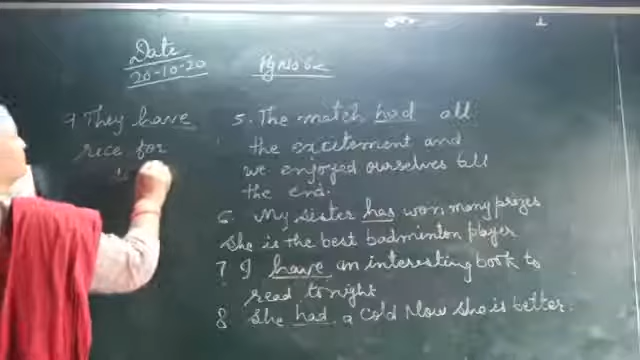 Date
20-10-20
Pg No
They have
rice for
5. The match had all
the excitement and
we enjoyed ourselves till
the end.
6 My sister has won many prizes
She is the best badminton player
7 I have an interesting book to
read tonight
8 She had a cold Now she is better.